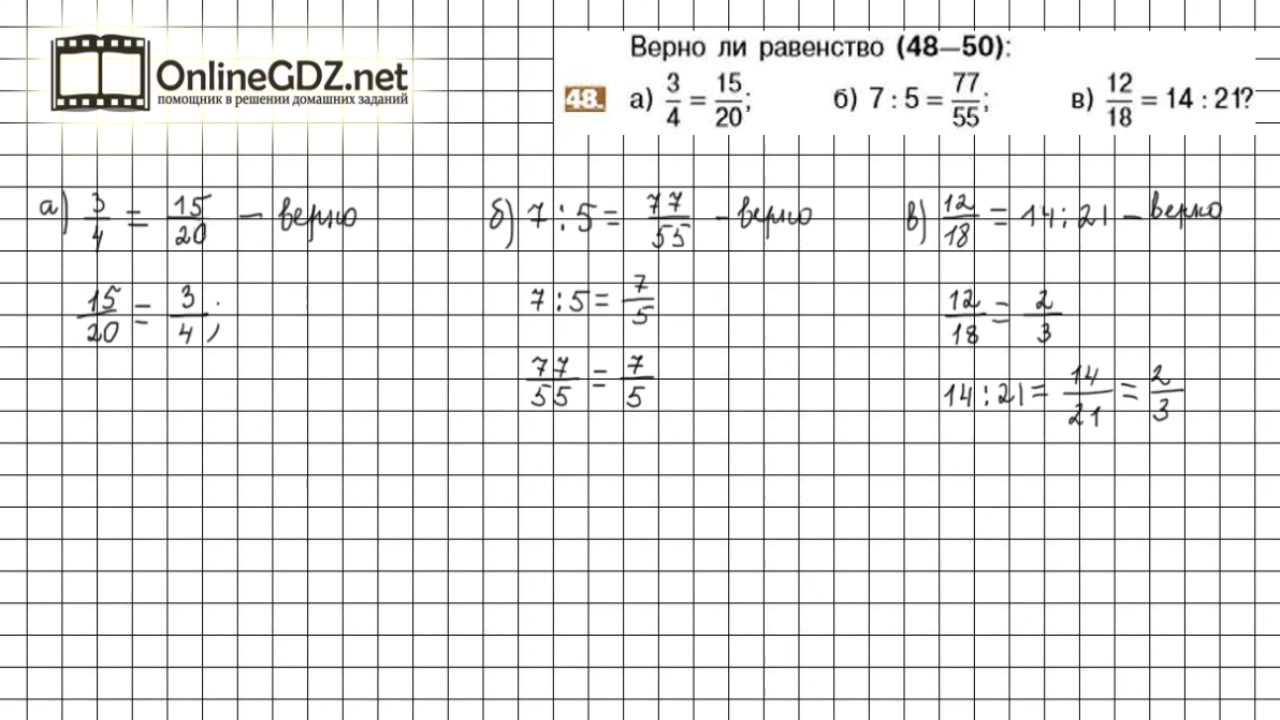 OnlineGDZ.net
помощник в решении домашних заданий
Верно ли равенство (48—50):
48. а) 3/4 = 15/20; б) 7 : 5 = 77/55; в) 12/18 = 14 : 21?
а) 3/4 = 15/20 – верно
15/20 = 3/4;
б) 7 : 5 = 77/55 – верно
7 : 5 = 7/5
77/55 = 7/5
в) 12/18 = 14 : 21 – верно
12/18 = 2/3
14 : 21 = 14/21 = 2/3